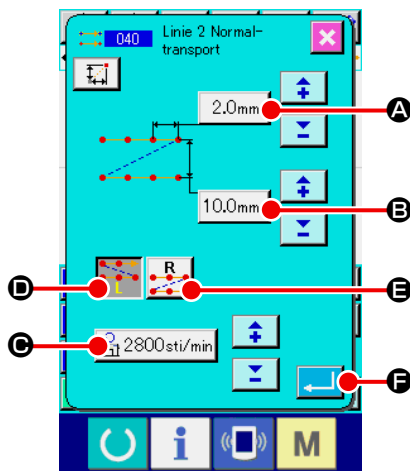 040 Linie 2 Normal-
transport
2.0mm
A
10.0mm
B
D
L
R
E
C
2800sti/min
F
i
M